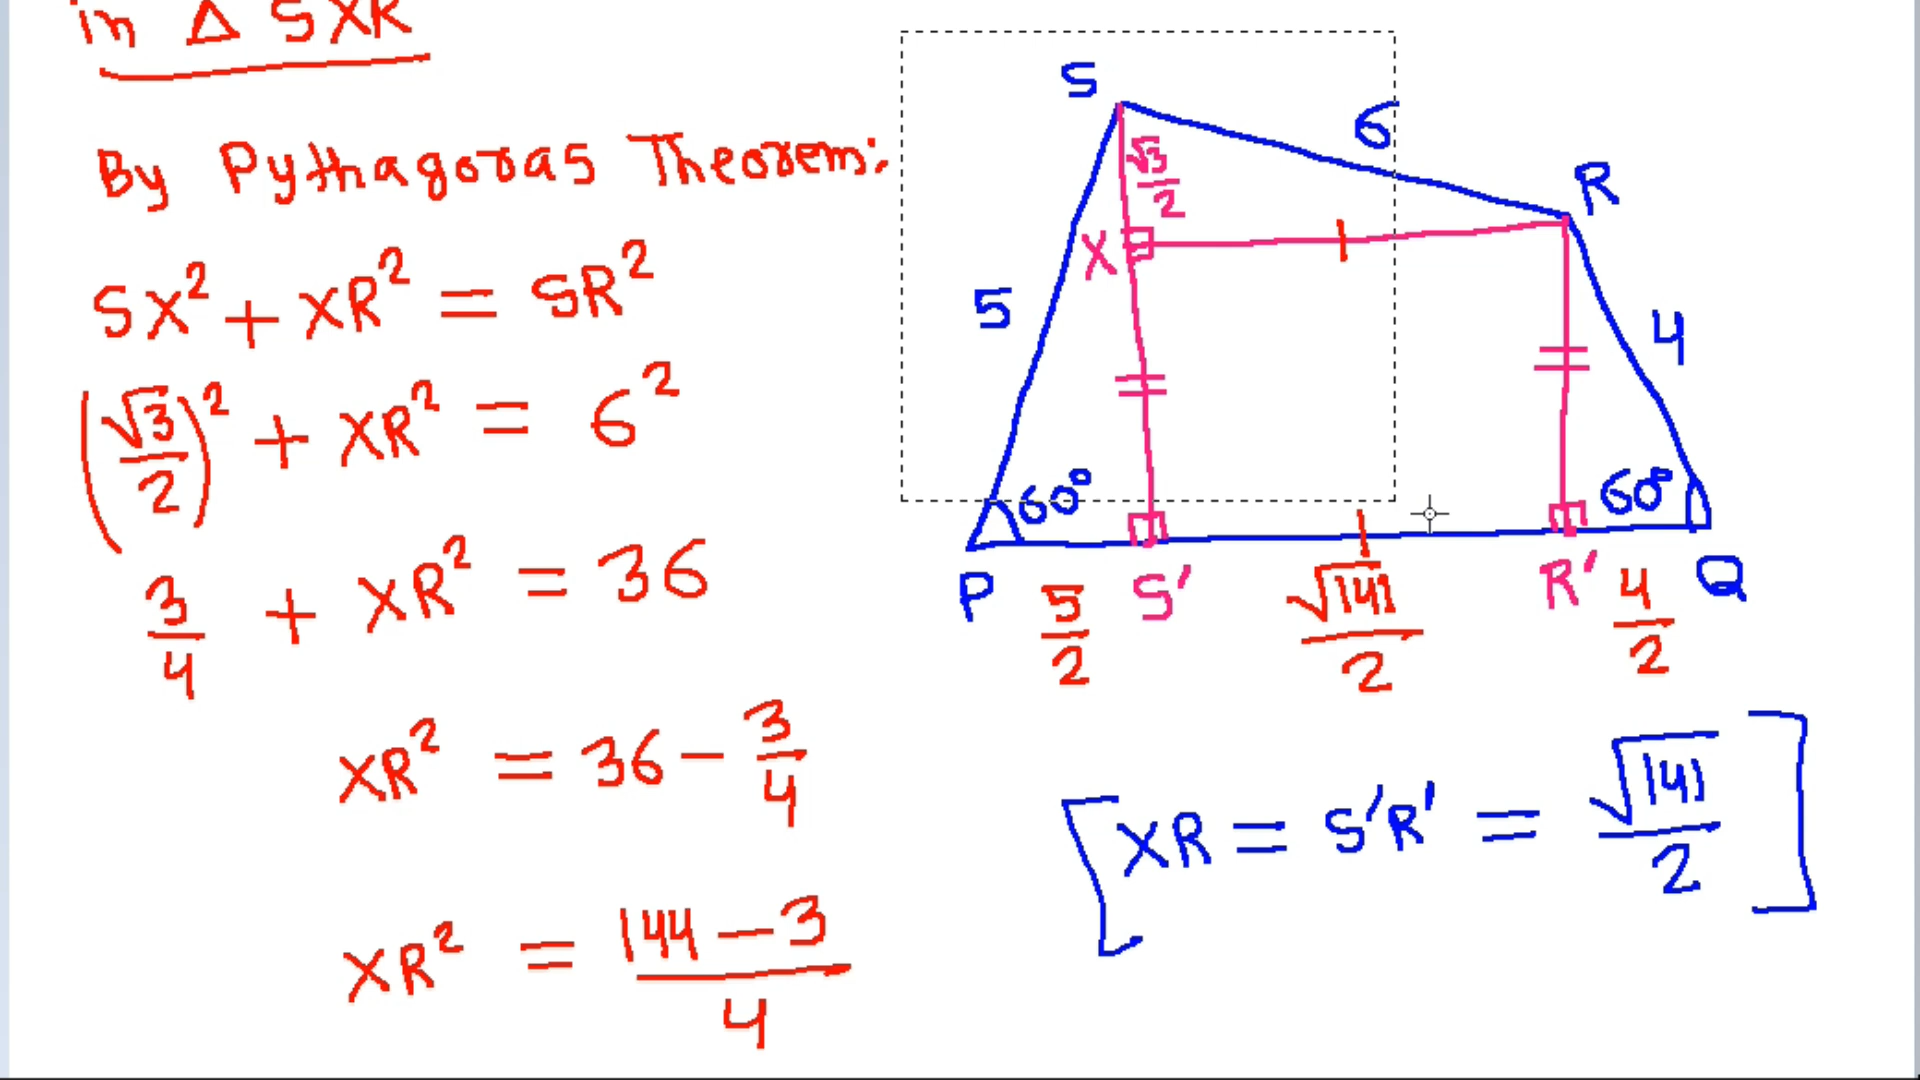 in Δ SXR
By Pythagoras Theorem:
SX² + XR² = SR²
(√3/2)² + XR² = 6²
3/4 + XR² = 36
XR² = 36 - 3/4
XR² = (144 - 3)/4
S
6
R
√3/2
X
5
4
60°
60°
P
5/2
S'
√141/2
R'
4/2
Q
[XR = S'R' = √141/2]